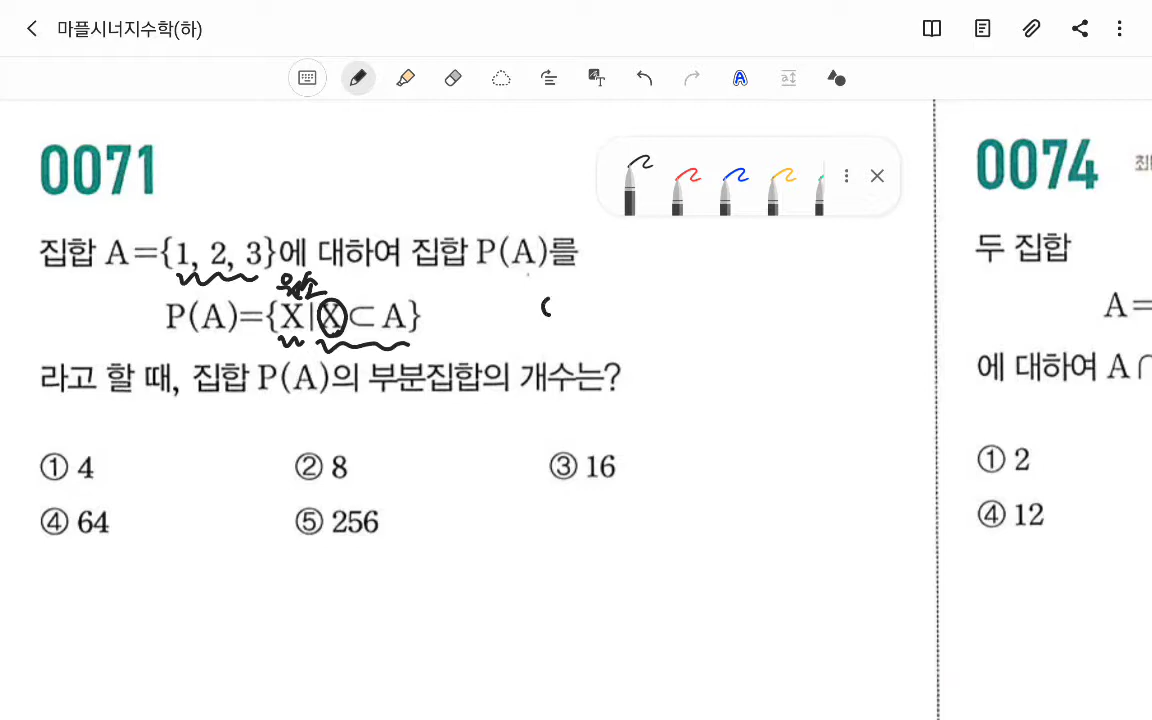 마플시너지수학(하)
0071
집합 A={1, 2, 3}에 대하여 집합 P(A)를
원소
P(A)={X|X⊂A}
라고 할 때, 집합 P(A)의 부분집합의 개수는?
① 4 ② 8 ③ 16
④ 64 ⑤ 256
0074
두 집합
A=
에 대하여 A∩
① 2
④ 12